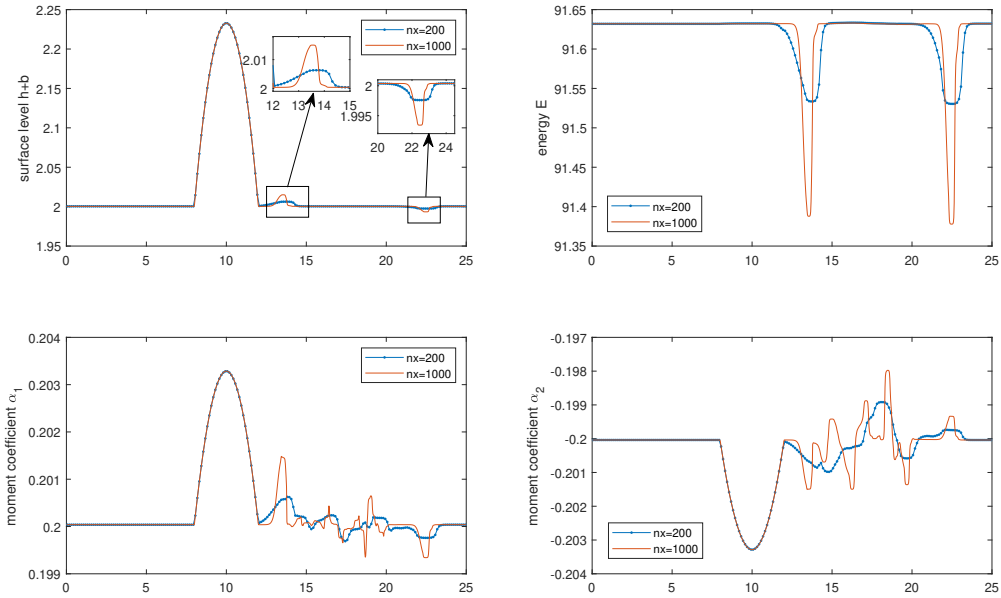 2.25
2.2
2.15
2.1
2.05
2
1.95
surface level h+b
nx=200
nx=1000
2.01
2
12 13 14 15
2
1.995
20 22 24
0 5 10 15 20 25
91.65
91.6
91.55
91.5
91.45
91.4
91.35
energy E
nx=200
nx=1000
0 5 10 15 20 25
0.204
0.203
0.202
0.201
0.2
0.199
moment coefficient α₁
nx=200
nx=1000
0 5 10 15 20 25
-0.197
-0.198
-0.199
-0.2
-0.201
-0.202
-0.203
-0.204
moment coefficient α₂
nx=200
nx=1000
0 5 10 15 20 25